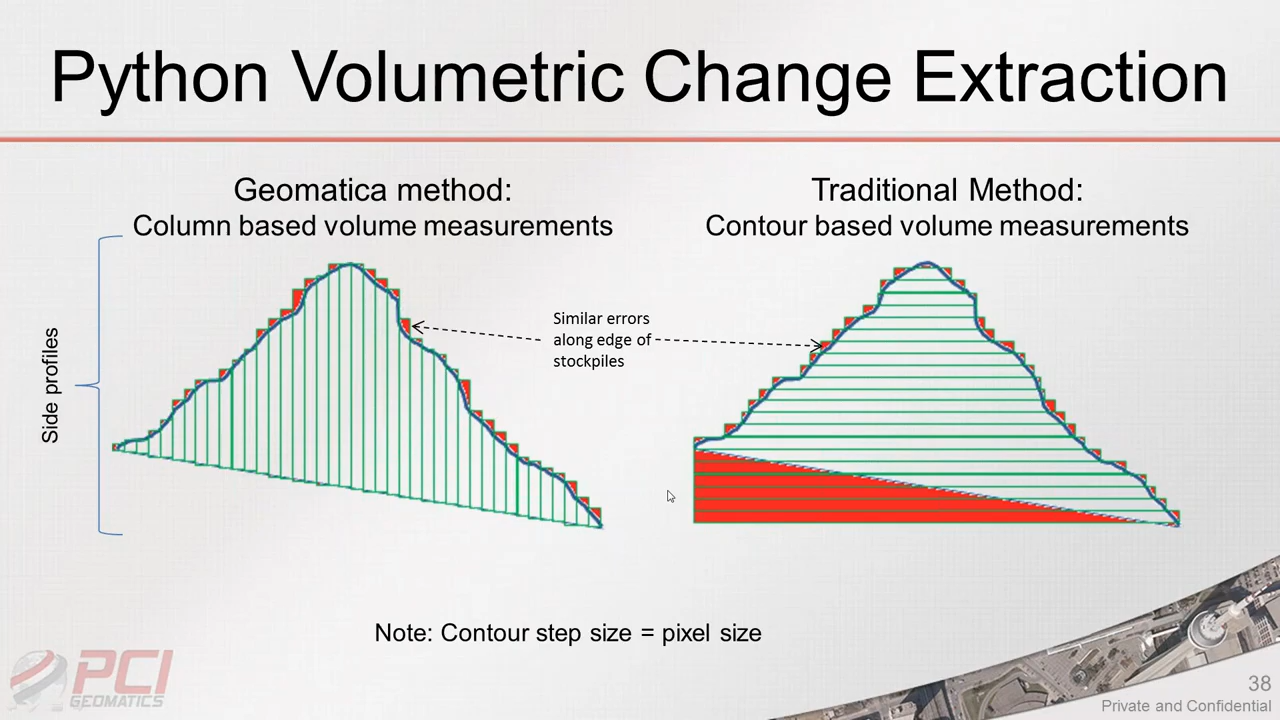 Python Volumetric Change Extraction
Geomatica method:
Column based volume measurements
Traditional Method:
Contour based volume measurements
Side profiles
Similar errors
along edge of
stockpiles
Note: Contour step size = pixel size
PCI
GEOMATICS
38
Private and Confidential